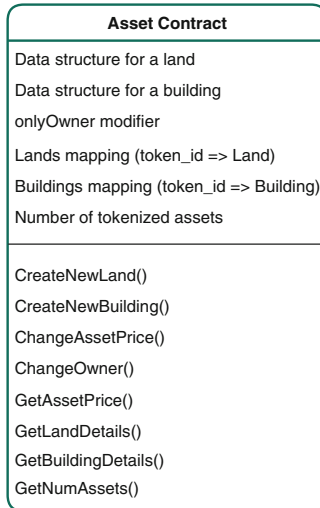 Asset Contract
Data structure for a land
Data structure for a building
onlyOwner modifier
Lands mapping (token_id => Land)
Buildings mapping (token_id => Building)
Number of tokenized assets
CreateNewLand()
CreateNewBuilding()
ChangeAssetPrice()
ChangeOwner()
GetAssetPrice()
GetLandDetails()
GetBuildingDetails()
GetNumAssets()